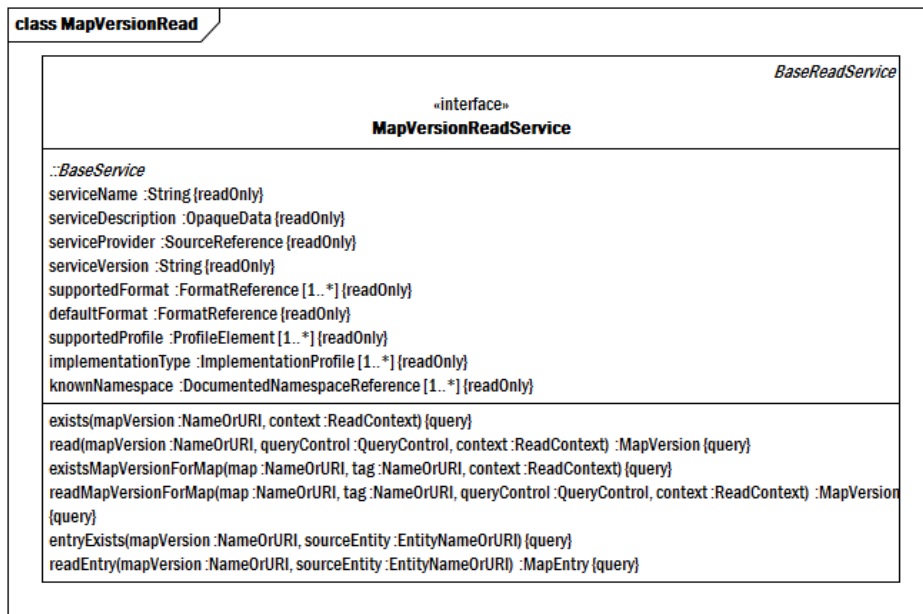 class MapVersionRead
BaseReadService
«interface»
MapVersionReadService
::BaseService
serviceName :String {readOnly}
serviceDescription :OpaqueData {readOnly}
serviceProvider :SourceReference {readOnly}
serviceVersion :String {readOnly}
supportedFormat :FormatReference [1..*] {readOnly}
defaultFormat :FormatReference {readOnly}
supportedProfile :ProfileElement [1..*] {readOnly}
implementationType :ImplementationProfile [1..*] {readOnly}
knownNamespace :DocumentedNamespaceReference [1..*] {readOnly}
exists(mapVersion :NameOrURI, context :ReadContext) {query}
read(mapVersion :NameOrURI, queryControl :QueryControl, context :ReadContext) :MapVersion {query}
existsMapVersionForMap(map :NameOrURI, tag :NameOrURI, context :ReadContext) {query}
readMapVersionForMap(map :NameOrURI, tag :NameOrURI, queryControl :QueryControl, context :ReadContext) :MapVersion
{query}
entryExists(mapVersion :NameOrURI, sourceEntity :EntityNameOrURI) {query}
readEntry(mapVersion :NameOrURI, sourceEntity :EntityNameOrURI) :MapEntry {query}